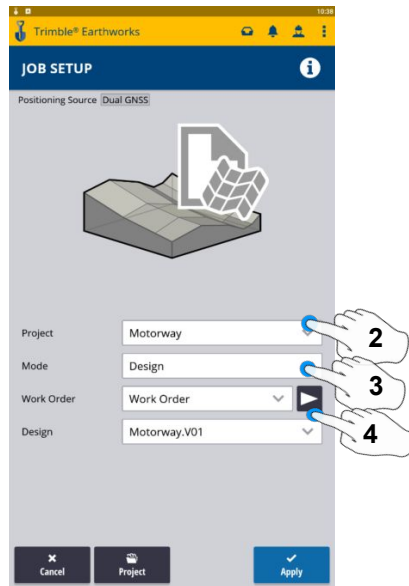 10:38
Trimble® Earthworks
JOB SETUP
Positioning Source Dual GNSS
Project Motorway
2
Mode Design
3
Work Order Work Order
4
Design Motorway.V01
Cancel Project Apply